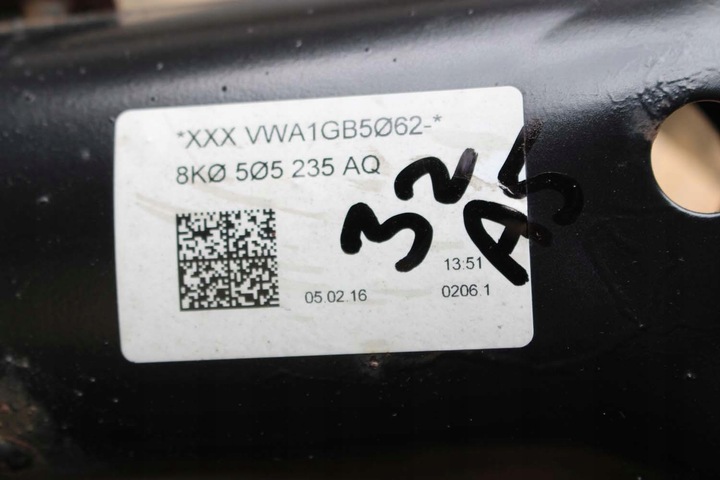 *XXX VWA1GB5Ø62-*
8KØ 5Ø5 235 AQ
32
A5
13:51
05.02.16
0206.1